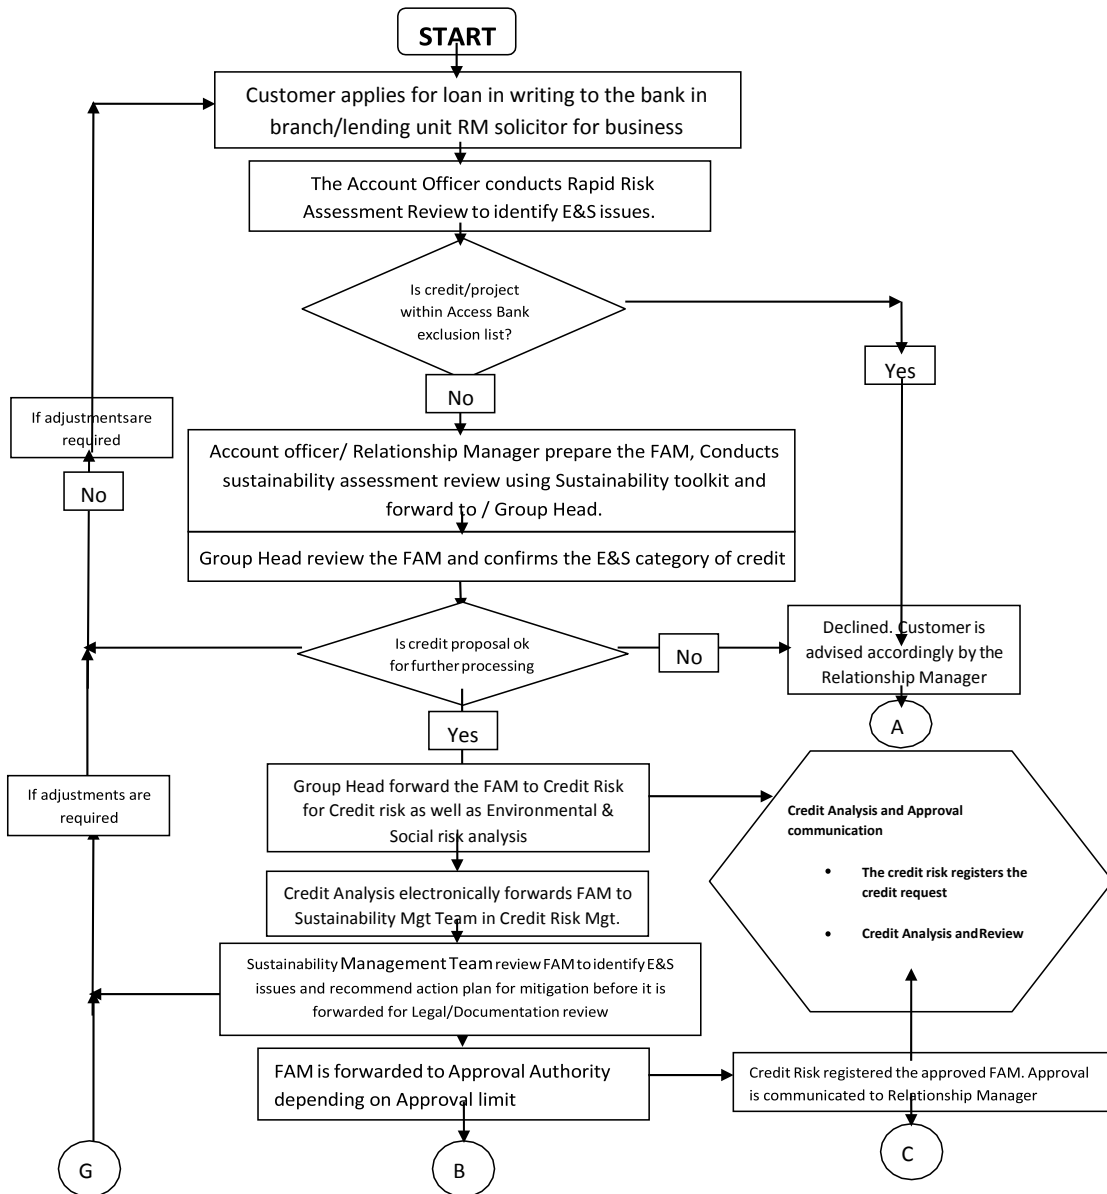 START
Customer applies for loan in writing to the bank in
branch/lending unit RM solicitor for business
The Account Officer conducts Rapid Risk
Assessment Review to identify E&S issues.
Is credit/project
within Access Bank
exclusion list?
Yes
No
If adjustmentsare
required
No
Account officer/ Relationship Manager prepare the FAM, Conducts
sustainability assessment review using Sustainability toolkit and
forward to / Group Head.
Group Head review the FAM and confirms the E&S category of credit
Is credit proposal ok
for further processing
No
Declined. Customer is
advised accordingly by the
Relationship Manager
A
Yes
If adjustments are
required
Group Head forward the FAM to Credit Risk
for Credit risk as well as Environmental &
Social risk analysis
Credit Analysis and Approval
communication
• The credit risk registers the
credit request
• Credit Analysis andReview
Credit Analysis electronically forwards FAM to
Sustainability Mgt Team in Credit Risk Mgt.
Sustainability Management Team review FAM to identify E&S
issues and recommend action plan for mitigation before it is
forwarded for Legal/Documentation review
FAM is forwarded to Approval Authority
depending on Approval limit
Credit Risk registered the approved FAM. Approval
is communicated to Relationship Manager
G
B
C